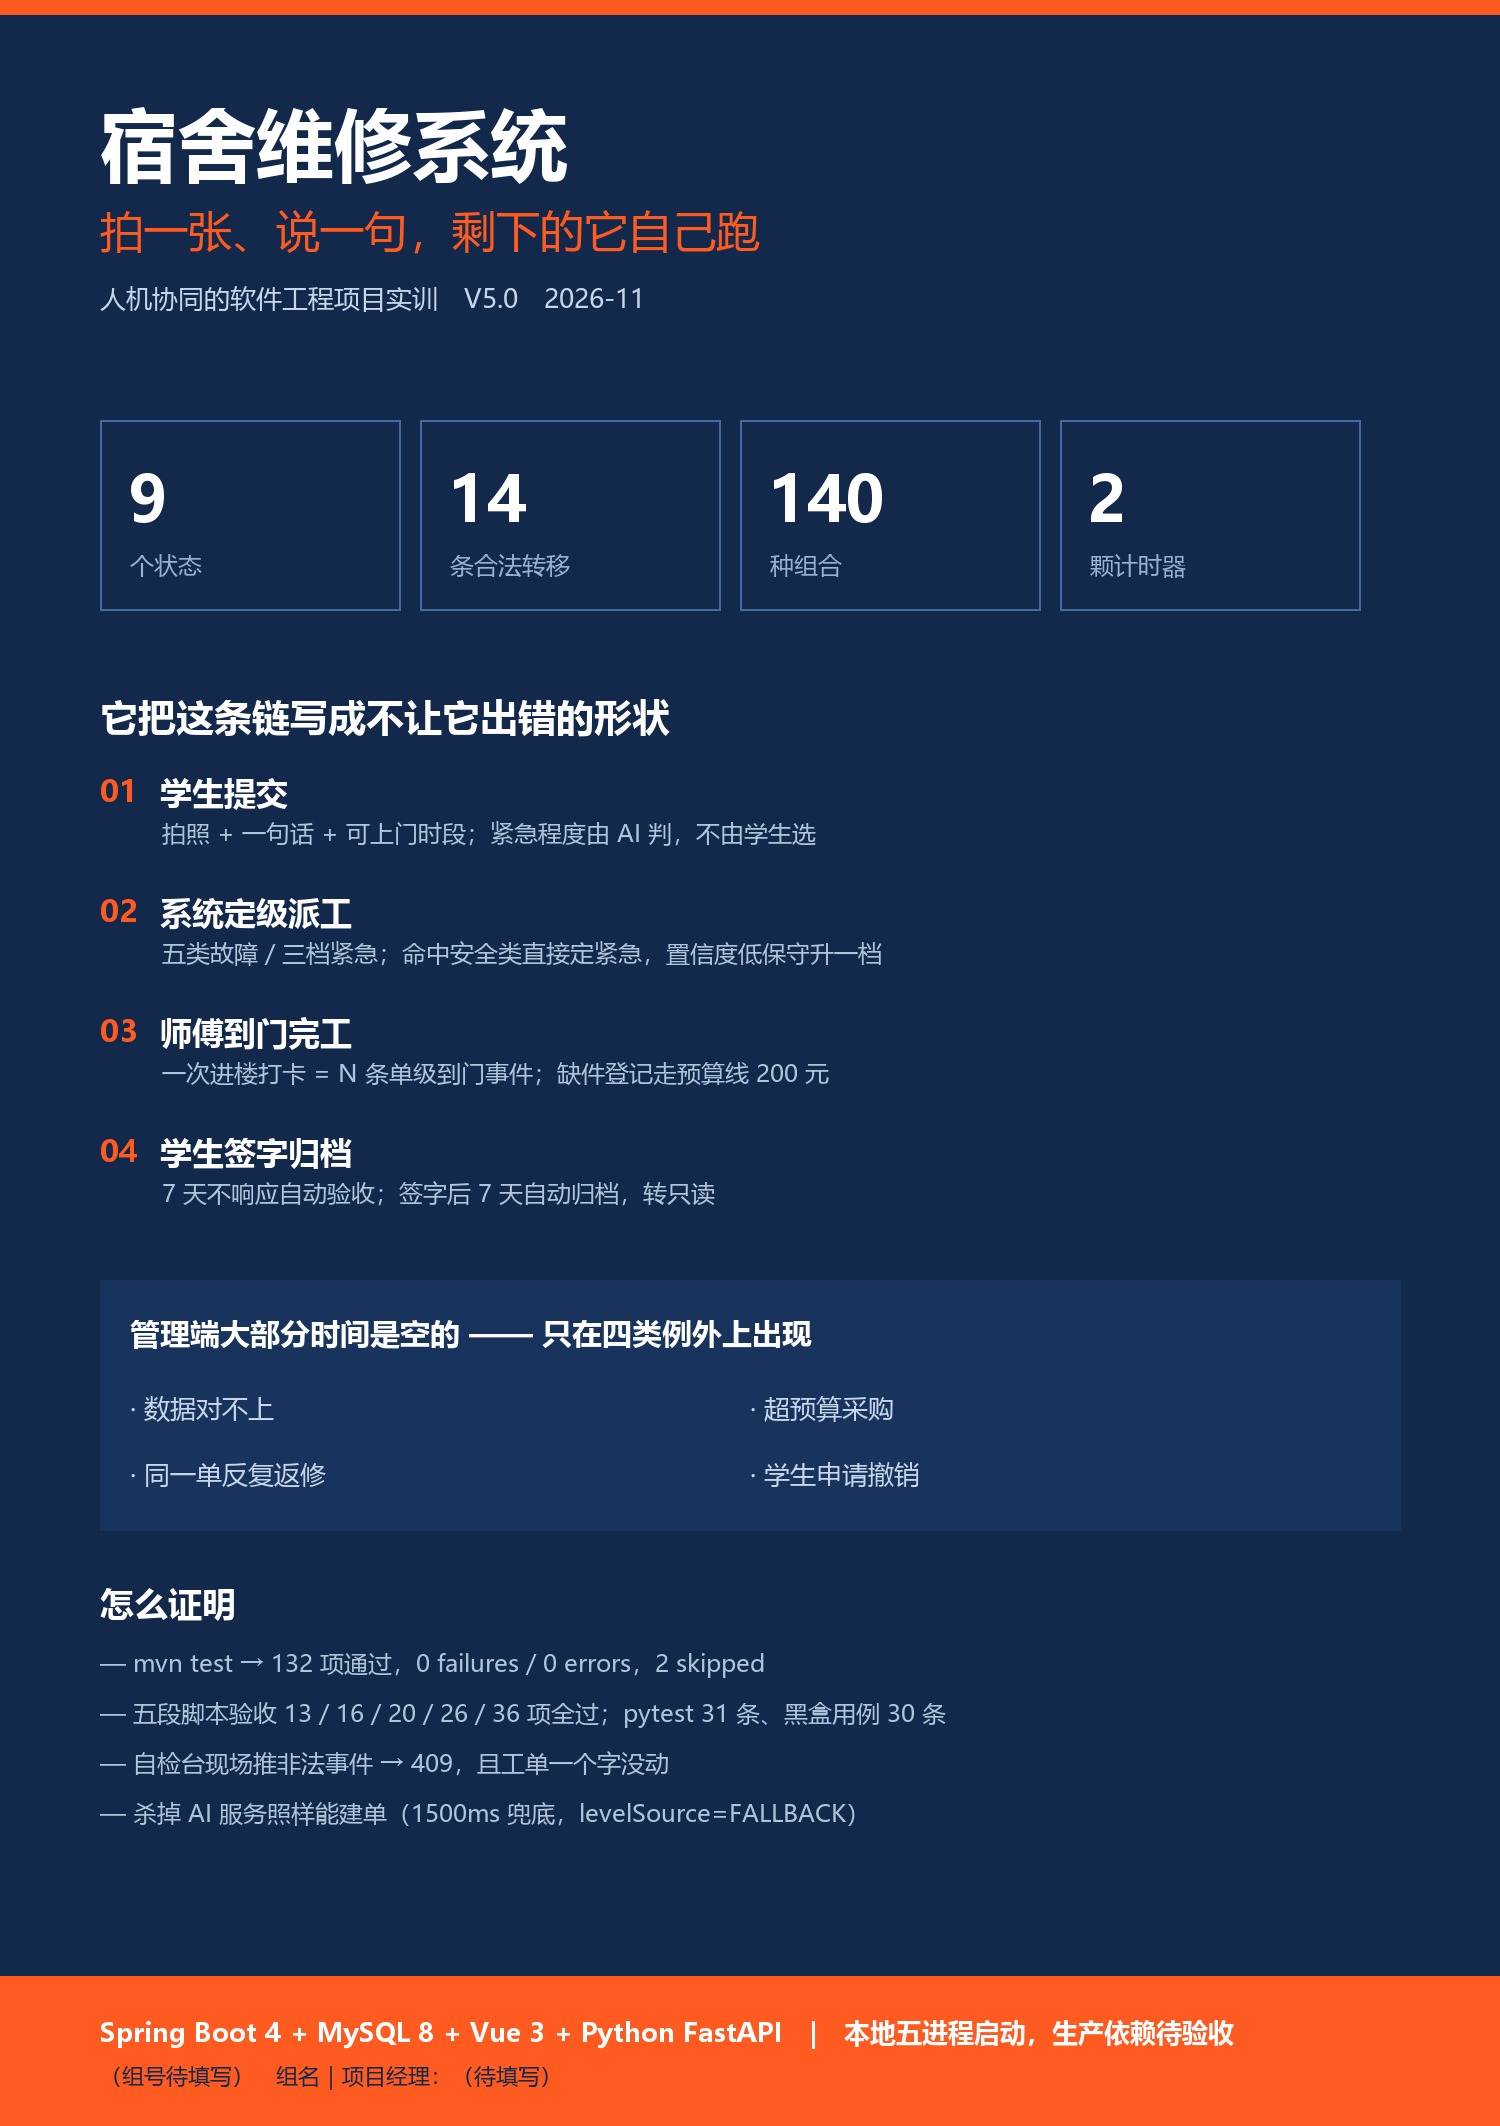 宿舍维修系统
拍一张、说一句，剩下的它自己跑
人机协同的软件工程项目实训 V5.0 2026-11
9
个状态
14
条合法转移
140
种组合
2
颗计时器
它把这条链写成不让它出错的形状
01 学生提交
拍照 + 一句话 + 可上门时段；紧急程度由 AI 判，不由学生选
02 系统定级派工
五类故障 / 三档紧急；命中安全类直接定紧急，置信度低保守升一档
03 师傅到门完工
一次进楼打卡 = N 条单级到门事件；缺件登记走预算线 200 元
04 学生签字归档
7 天不响应自动验收；签字后 7 天自动归档，转只读
管理端大部分时间是空的 —— 只在四类例外上出现
· 数据对不上
· 超预算采购
· 同一单反复返修
· 学生申请撤销
怎么证明
— mvn test → 132 项通过，0 failures / 0 errors，2 skipped
— 五段脚本验收 13 / 16 / 20 / 26 / 36 项全过；pytest 31 条、黑盒用例 30 条
— 自检台现场推非法事件 → 409，且工单一个字没动
— 杀掉 AI 服务照样能建单（1500ms 兜底，levelSource=FALLBACK）
Spring Boot 4 + MySQL 8 + Vue 3 + Python FastAPI | 本地五进程启动，生产依赖待验收
（组号待填写） 组名 | 项目经理：（待填写）